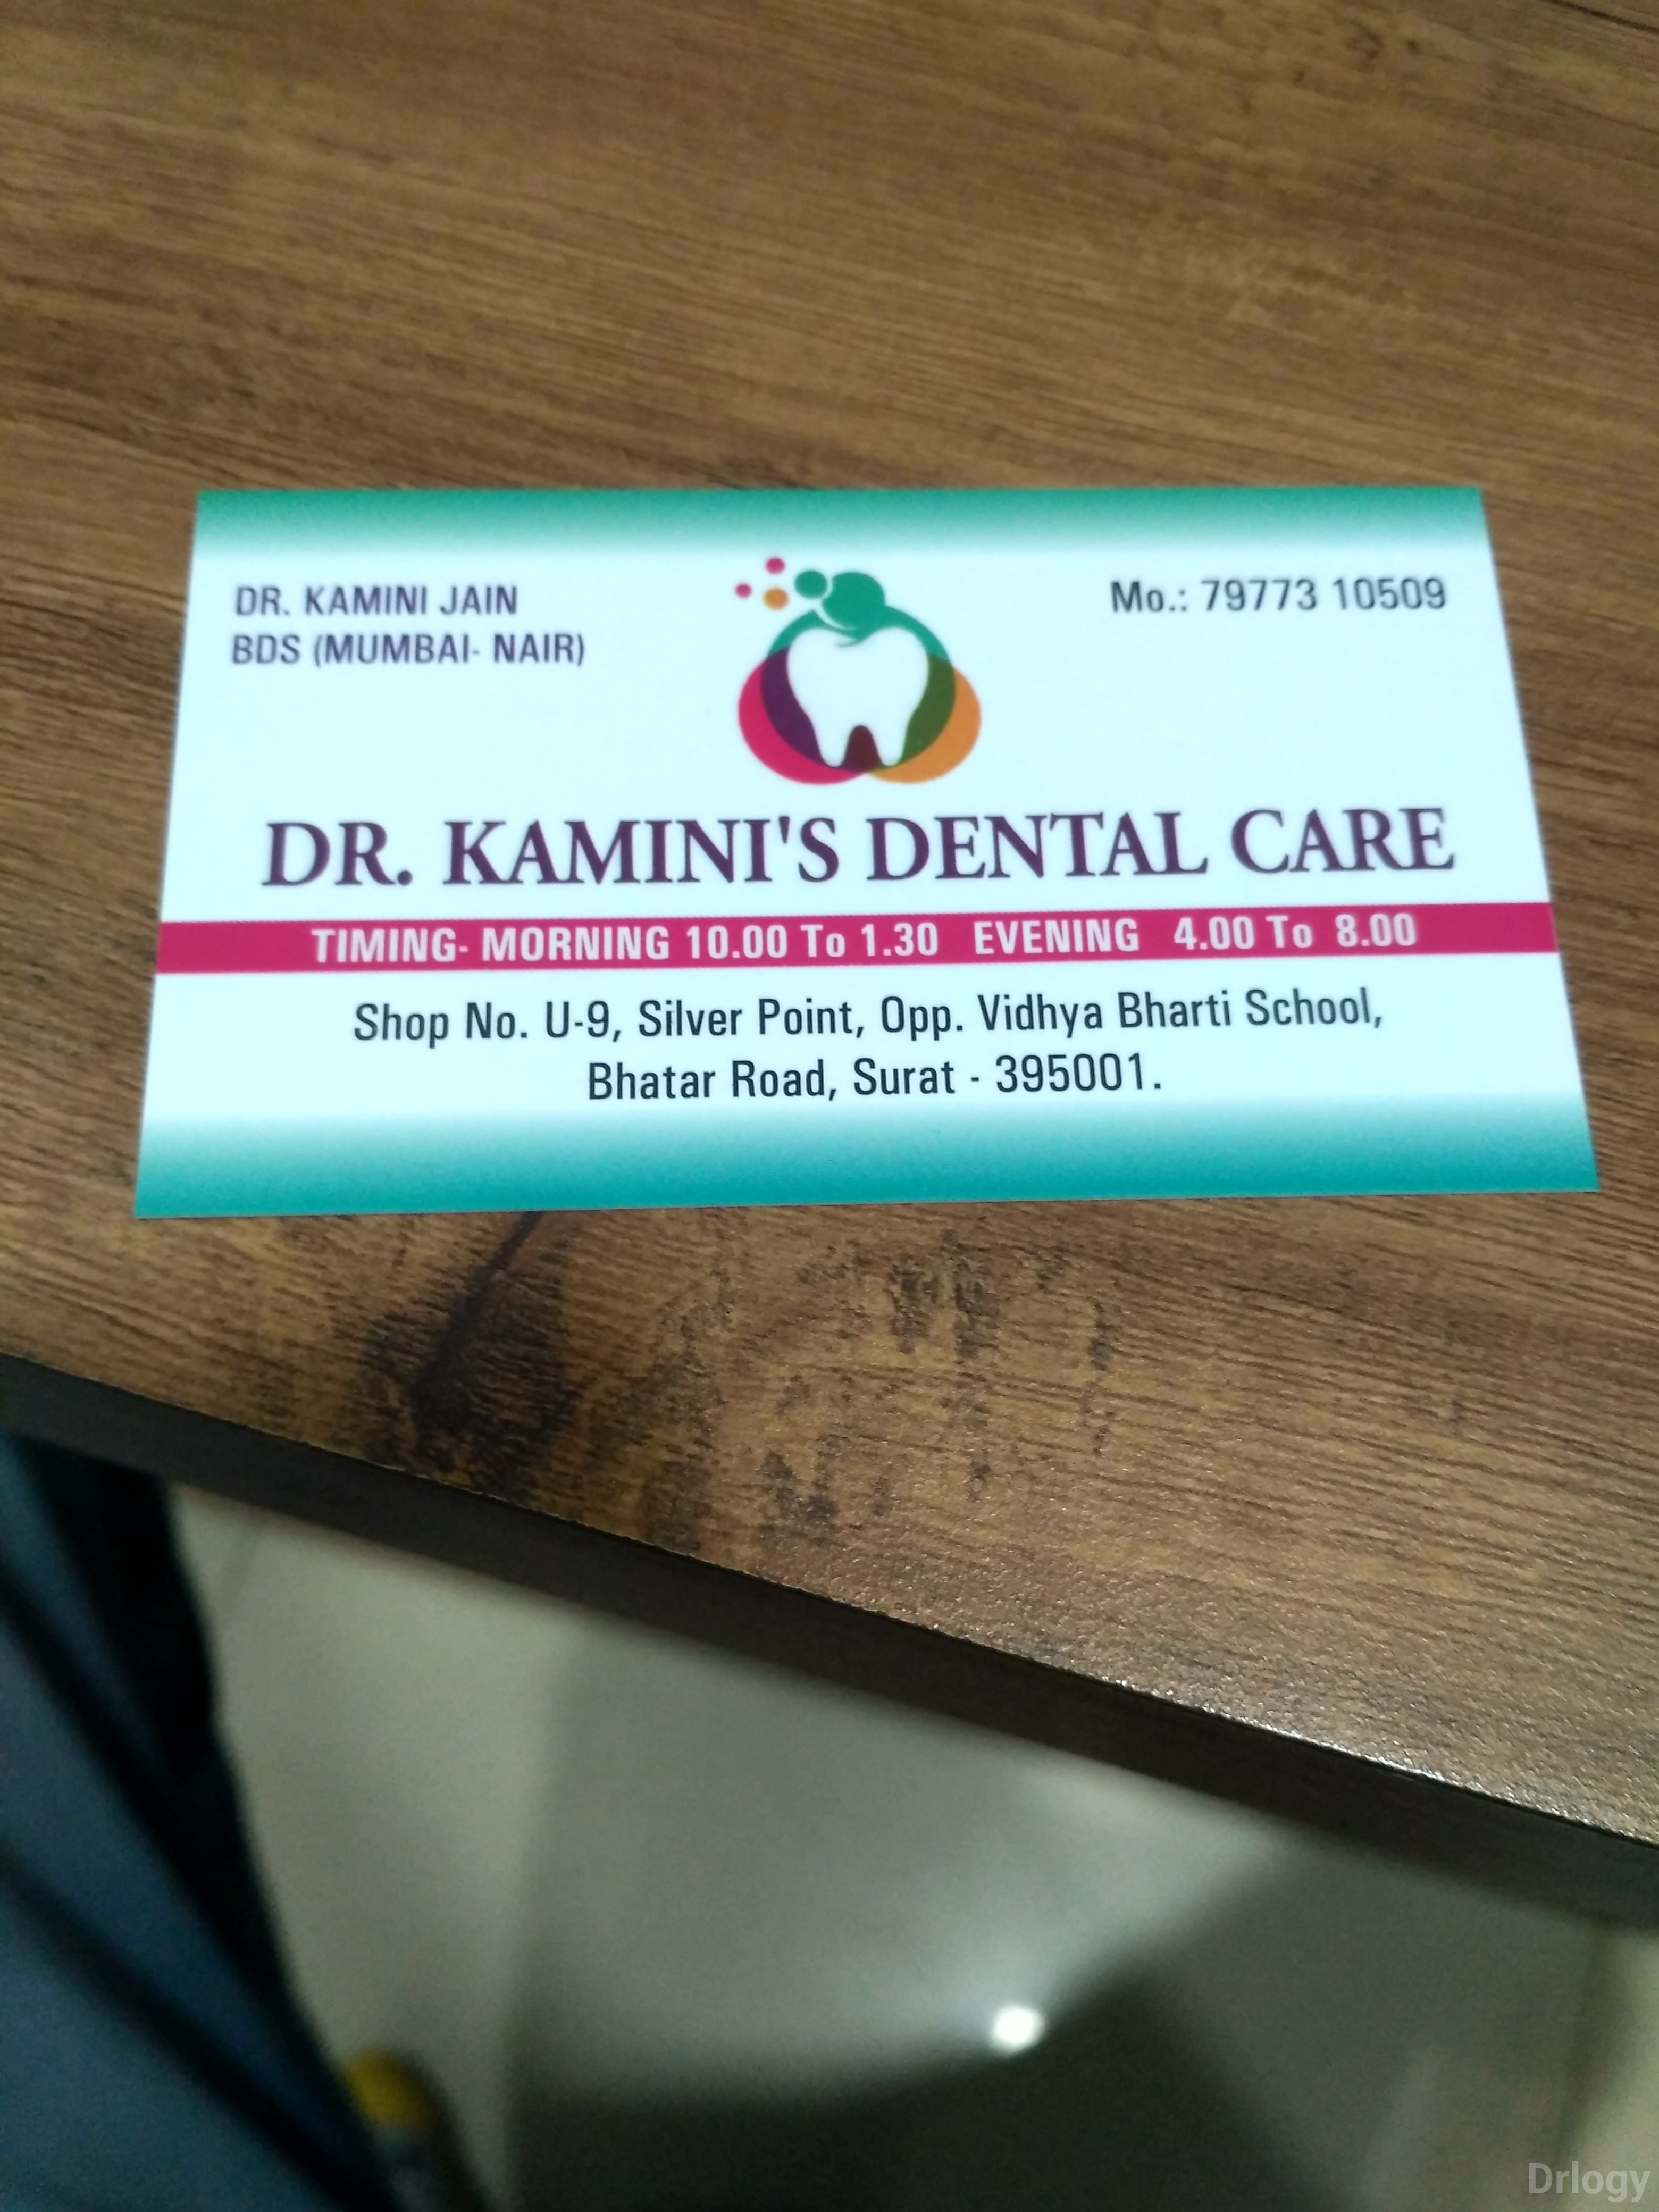 DR. KAMINI JAIN
BDS (MUMBAI- NAIR)
Mo.: 79773 10509
DR. KAMINI'S DENTAL CARE
TIMING- MORNING 10.00 To 1.30 EVENING 4.00 To 8.00
Shop No. U-9, Silver Point, Opp. Vidhya Bharti School,
Bhatar Road, Surat - 395001.
Drlogy